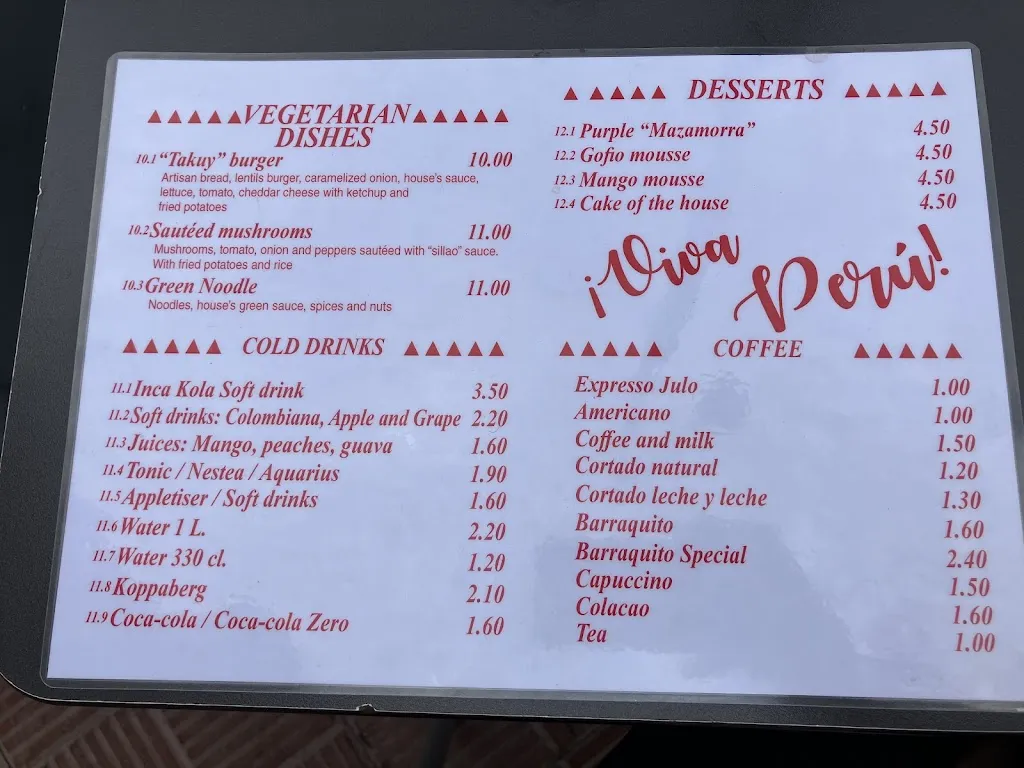 VEGETARIAN
DISHES
10.1 "Takuy" burger 10.00
Artisan bread, lentils burger, caramelized onion, house's sauce,
lettuce, tomato, cheddar cheese with ketchup and
fried potatoes
10.2 Sautéed mushrooms 11.00
Mushrooms, tomato, onion and peppers sautéed with "sillao" sauce.
With fried potatoes and rice
10.3 Green Noodle 11.00
Noodles, house's green sauce, spices and nuts
COLD DRINKS
11.1 Inca Kola Soft drink 3.50
11.2 Soft drinks: Colombiana, Apple and Grape 2.20
11.3 Juices: Mango, peaches, guava 1.60
11.4 Tonic / Nestea / Aquarius 1.90
11.5 Appletiser / Soft drinks 1.60
11.6 Water 1 L. 2.20
11.7 Water 330 cl. 1.20
11.8 Koppaberg 2.10
11.9 Coca-cola / Coca-cola Zero 1.60
DESSERTS
12.1 Purple "Mazamorra" 4.50
12.2 Gofio mousse 4.50
12.3 Mango mousse 4.50
12.4 Cake of the house 4.50
¡Viva
Perú!
COFFEE
Expresso Julo 1.00
Americano 1.00
Coffee and milk 1.50
Cortado natural 1.20
Cortado leche y leche 1.30
Barraquito 1.60
Barraquito Special 2.40
Capuccino 1.50
Colacao 1.60
Tea 1.00